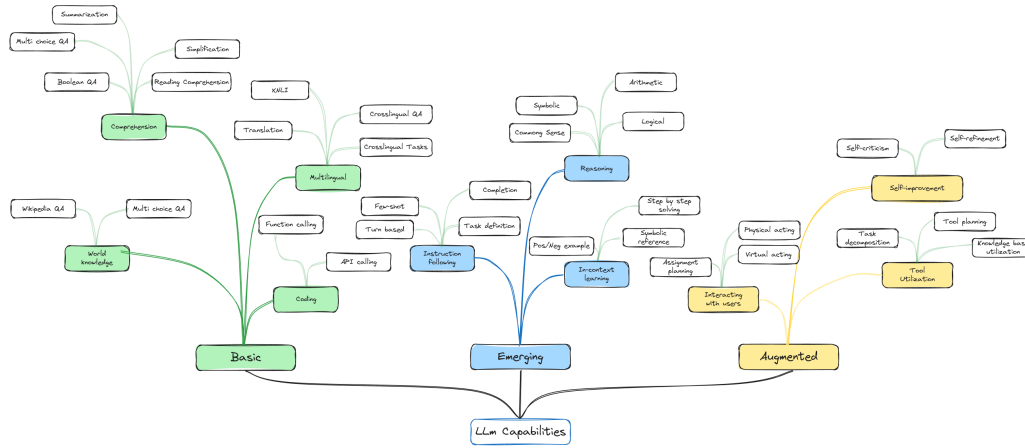 Summarization
Multi choice QA
Simplification
Boolean QA
Reading Comprehension
Comprehension
XNLI
Crosslingual QA
Translation
Crosslingual Tasks
Multilingual
Wikipedia QA
Multi choice QA
World
knowledge
Function calling
API calling
Coding
Basic
Arithmetic
Symbolic
Logical
Commong Sense
Reasoning
Completion
Few-shot
Turn based
Task definition
Instruction
following
Step by step
solving
Pos/Neg example
Symbolic
reference
In-context
learning
Emerging
Self-criticism
Self-refinement
Self-improvement
Physical acting
Assignment
planning
Virtual acting
Interacting
with users
Tool planning
Task
decomposition
Knowledge bas
utilization
Tool
Utilization
Augmented
LLm Capabilities